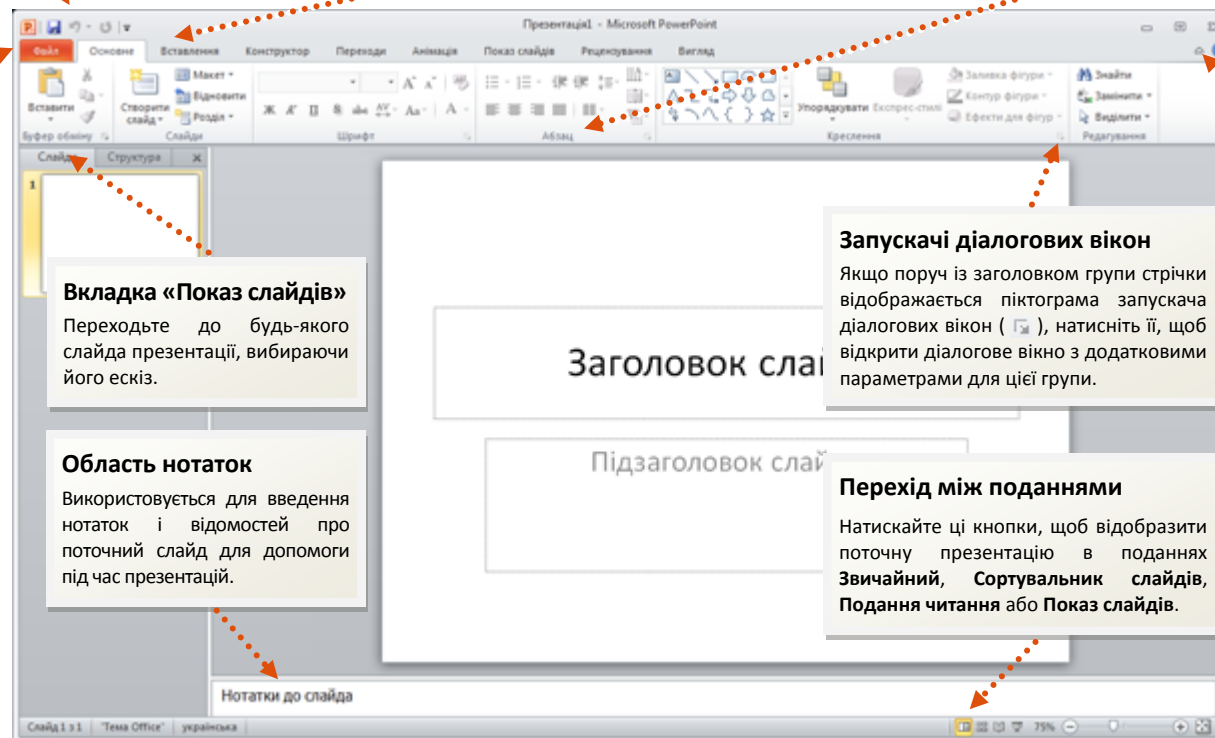 Презентація1 - Microsoft PowerPoint
Файл Основне Вставлення Конструктор Переходи Анімація Показ слайдів Рецензування Вигляд
Вставити
Створити слайд
Макет
Відновити
Розділ
Ж К П S abc AV Aa A
Упорядкувати Експрес-стилі
Заливка фігури
Контур фігури
Ефекти для фігур
Знайти
Замінити
Виділити
Буфер обміну Слайди Шрифт Абзац Креслення Редагування
Слайди Структура
1
Вкладка «Показ слайдів»
Переходьте до будь-якого
слайда презентації, вибираючи
його ескіз.
Область нотаток
Використовується для введення
нотаток і відомостей про
поточний слайд для допомоги
під час презентацій.
Заголовок слай
Підзаголовок слай
Запускачі діалогових вікон
Якщо поруч із заголовком групи стрічки
відображається піктограма запускача
діалогових вікон ( ), натисніть її, щоб
відкрити діалогове вікно з додатковими
параметрами для цієї групи.
Перехід між поданнями
Натискайте ці кнопки, щоб відобразити
поточну презентацію в поданнях
Звичайний, Сортувальник слайдів,
Подання читання або Показ слайдів.
Нотатки до слайда
Слайд 1 з 1 "Тема Office" українська 75%